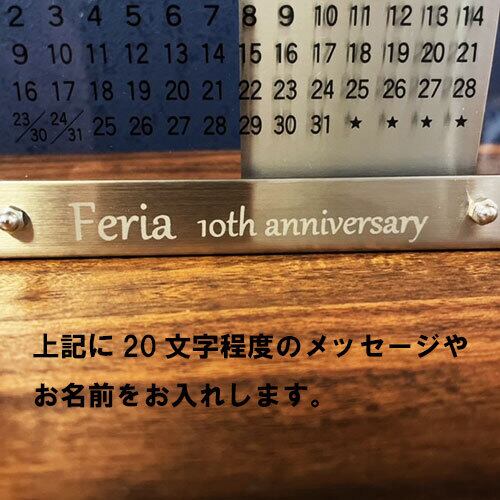 2 3 4 5 6 7 8 9 10 11 12 13 14
9 10 11 12 13 14 15 16 17 18 19 20 21
16 17 18 19 20 21 22 23 24 25 26 27 28
23/30 24/31 25 26 27 28 29 30 31 ★ ★ ★ ★
Feria 10th anniversary
上記に 20 文字程度のメッセージや
お名前をお入れします。